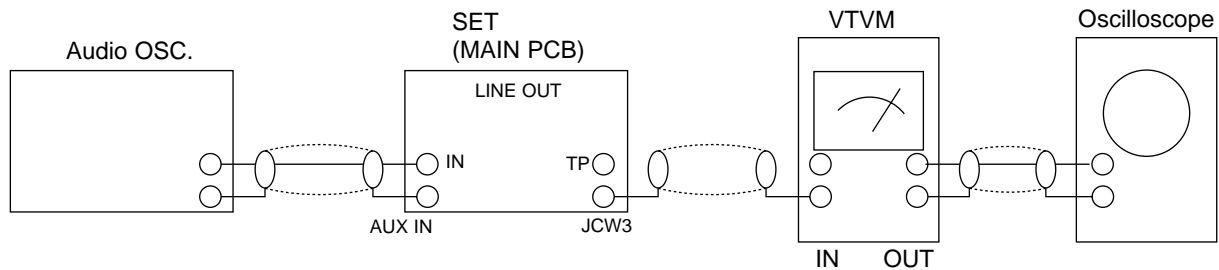 Audio OSC.
SET
(MAIN PCB)
VTVM
Oscilloscope
LINE OUT
IN
TP
AUX IN
JCW3
IN
OUT